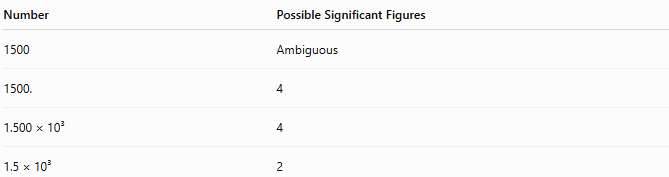 Number Possible Significant Figures
1500 Ambiguous
1500. 4
1.500 × 10³ 4
1.5 × 10³ 2